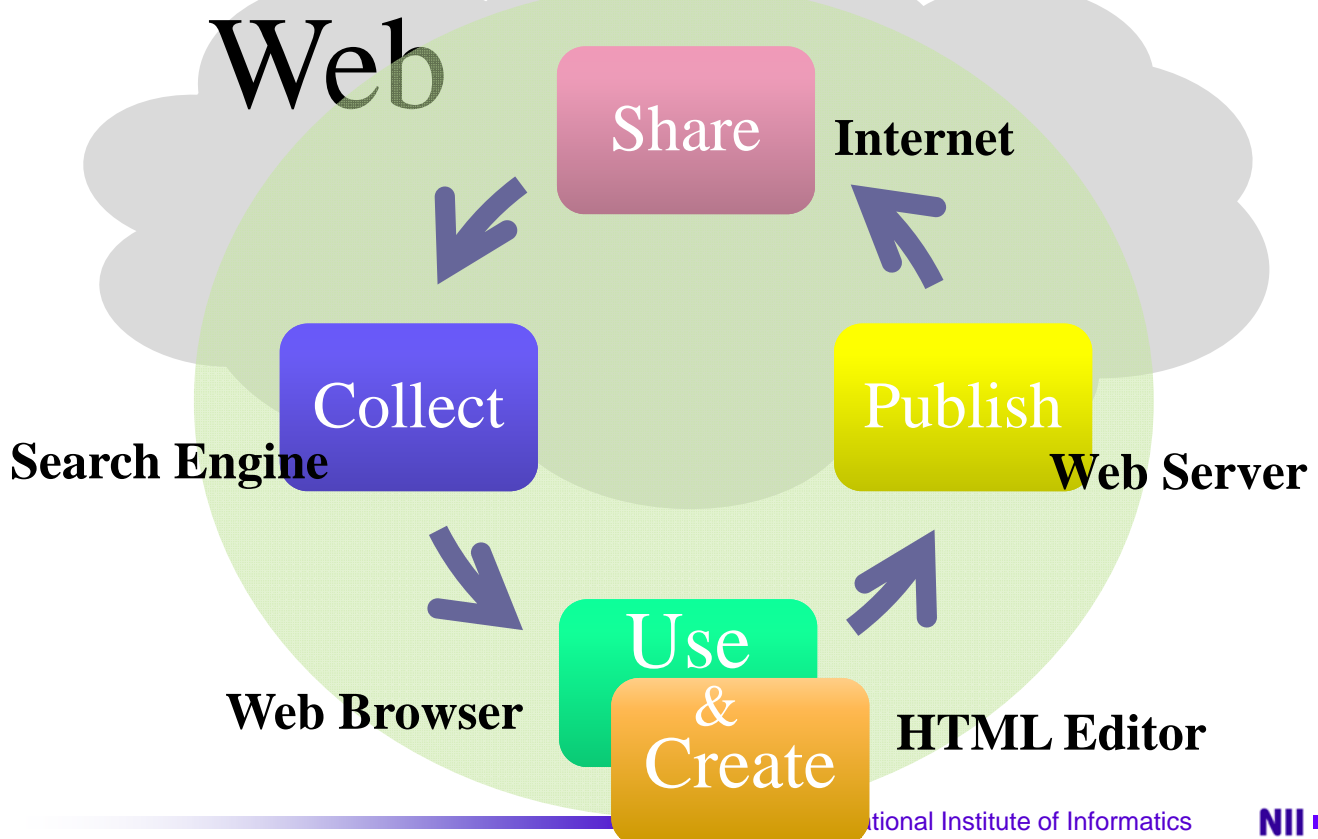 Web
Share
Internet
Collect
Publish
Search Engine
Web Server
Use
&
Create
Web Browser
HTML Editor
tional Institute of Informatics
NII